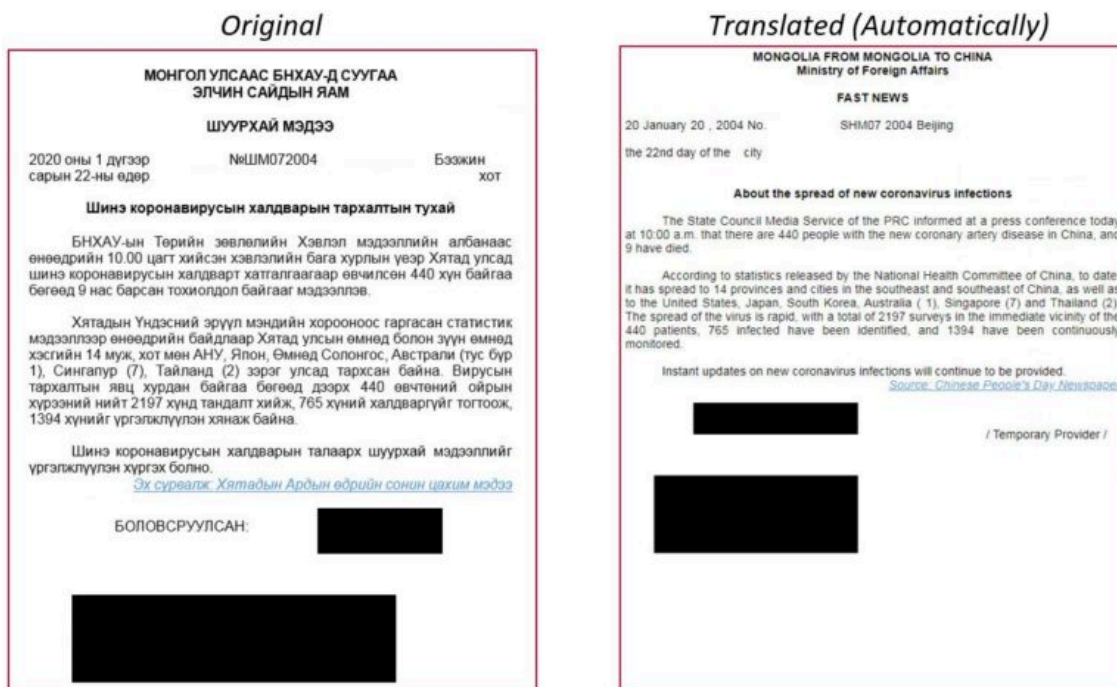 Original
МОНГОЛ УЛСААС БНХАУ-Д СУУГАА
ЭЛЧИН САЙДЫН ЯАМ
ШУУРХАЙ МЭДЭЭ
2020 оны 1 дүгээр №ШМ072004 Бээжин
сарын 22-ны өдөр хот
Шинэ коронавирусын халдварын тархалтын тухай
БНХАУ-ын Төрийн зөвлөлийн Хэвлэл мэдээллийн албанаас
өнөөдрийн 10.00 цагт хийсэн хэвлэлийн бага хурлын үеэр Хятад улсад
шинэ коронавирусын халдварт хатгалгаагаар өвчилсөн 440 хүн байгаа
бөгөөд 9 нас барсан тохиолдол байгааг мэдээллэв.
Хятадын Үндэсний эрүүл мэндийн хорооноос гаргасан статистик
мэдээллээр өнөөдрийн байдлаар Хятад улсын өмнөд болон зүүн өмнөд
хэсгийн 14 муж, хот мөн АНУ, Япон, Өмнөд Солонгос, Австрали (тус бүр
1), Сингапур (7), Тайланд (2) зэрэг улсад тархсан байна. Вирусын
тархалтын явц хурдан байгаа бөгөөд дээрх 440 өвчтөний ойрын
хүрээний нийт 2197 хүнд тандалт хийж, 765 хүний халдваргүйг тогтоож,
1394 хүнийг үргэлжлүүлэн хянаж байна.
Шинэ коронавирусын халдварын талаарх шуурхай мэдээллийг
үргэлжлүүлэн хүргэх болно.
Эх сурвалж: Хятадын Ардын өдрийн сонин цахим мэдээ
БОЛОВСРУУЛСАН:
Translated (Automatically)
MONGOLIA FROM MONGOLIA TO CHINA
Ministry of Foreign Affairs
FAST NEWS
20 January 20 , 2004 No. SHM07 2004 Beijing
the 22nd day of the city
About the spread of new coronavirus infections
The State Council Media Service of the PRC informed at a press conference today
at 10:00 a.m. that there are 440 people with the new coronary artery disease in China, and
9 have died.
According to statistics released by the National Health Committee of China, to date,
it has spread to 14 provinces and cities in the southeast and southeast of China, as well as
to the United States, Japan, South Korea, Australia ( 1), Singapore (7) and Thailand (2).
The spread of the virus is rapid, with a total of 2197 surveys in the immediate vicinity of the
440 patients, 765 infected have been identified, and 1394 have been continuously
monitored.
Instant updates on new coronavirus infections will continue to be provided.
Source: Chinese People's Day Newspaper
/ Temporary Provider /